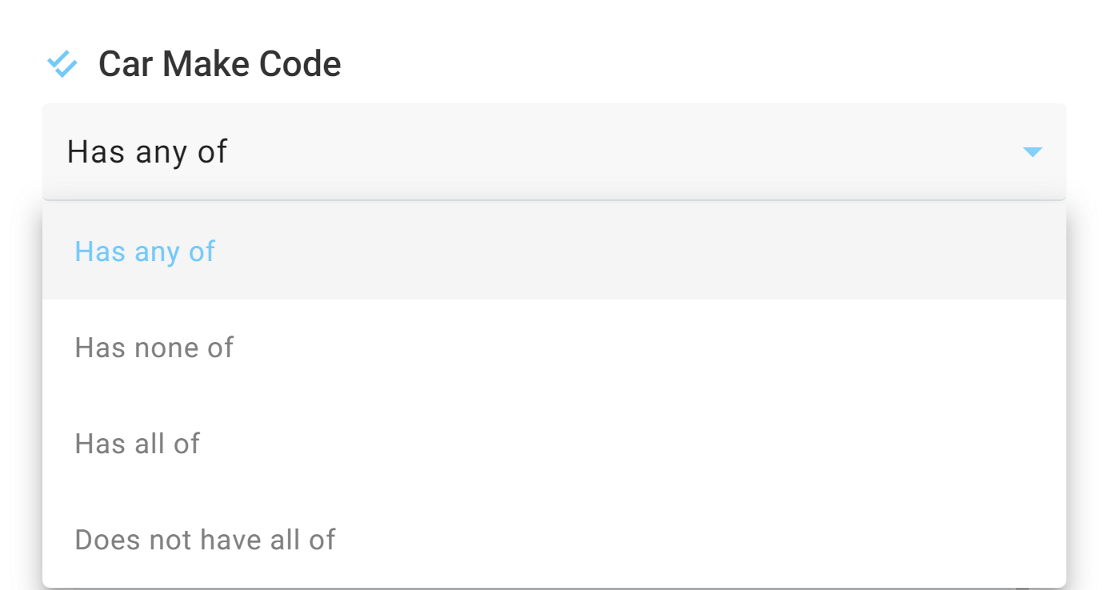 Car Make Code
Has any of
Has any of
Has none of
Has all of
Does not have all of